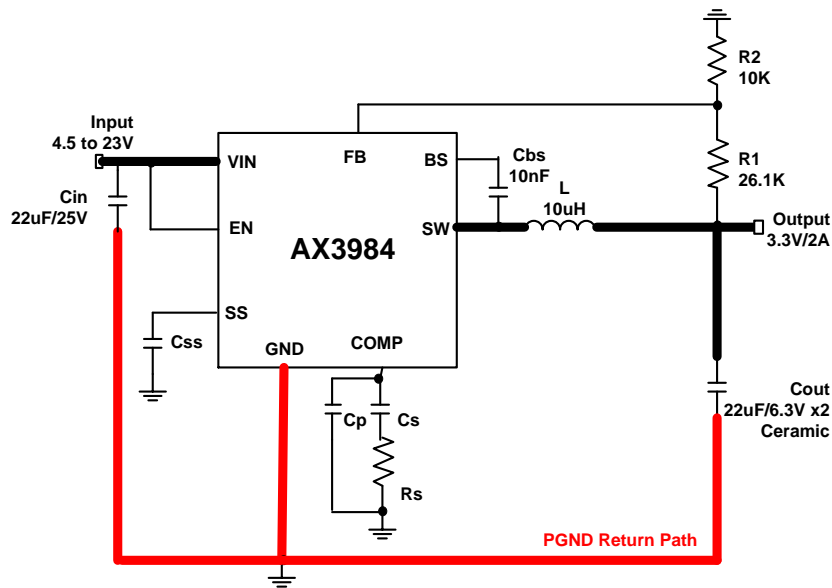 R2
10K
Input
4.5 to 23V
VIN
FB
BS
Cbs
10nF
R1
26.1K
L
10uH
Cin
22uF/25V
EN
SW
Output
3.3V/2A
AX3984
SS
Css
GND
COMP
Cp
Cs
Rs
Cout
22uF/6.3V x2
Ceramic
PGND Return Path